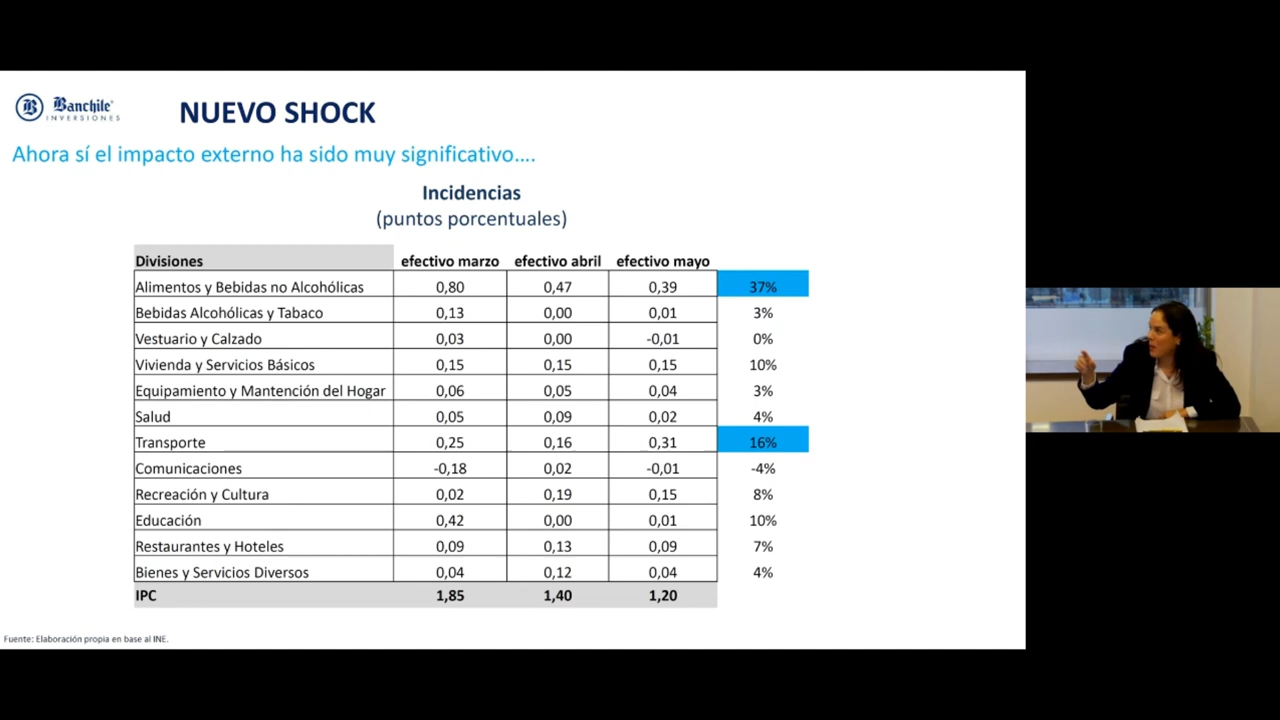 Banchile
INVERSIONES
NUEVO SHOCK
Ahora sí el impacto externo ha sido muy significativo....
Incidencias
(puntos porcentuales)
Divisiones efectivo marzo efectivo abril efectivo mayo
Alimentos y Bebidas no Alcohólicas 0,80 0,47 0,39 37%
Bebidas Alcohólicas y Tabaco 0,13 0,00 0,01 3%
Vestuario y Calzado 0,03 0,00 -0,01 0%
Vivienda y Servicios Básicos 0,15 0,15 0,15 10%
Equipamiento y Mantención del Hogar 0,06 0,05 0,04 3%
Salud 0,05 0,09 0,02 4%
Transporte 0,25 0,16 0,31 16%
Comunicaciones -0,18 0,02 -0,01 -4%
Recreación y Cultura 0,02 0,19 0,15 8%
Educación 0,42 0,00 0,01 10%
Restaurantes y Hoteles 0,09 0,13 0,09 7%
Bienes y Servicios Diversos 0,04 0,12 0,04 4%
IPC 1,85 1,40 1,20
Fuente: Elaboración propia en base al INE.